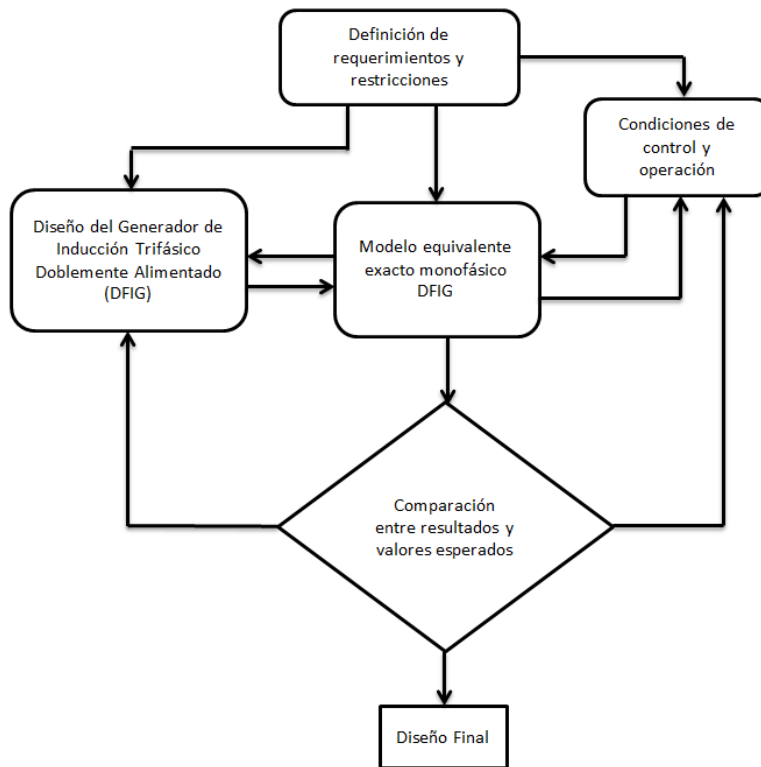 Definición de
requerimientos y
restricciones
Condiciones de
control y
operación
Diseño del Generador de
Inducción Trifásico
Doblemente Alimentado
(DFIG)
Modelo equivalente
exacto monofásico
DFIG
Comparación
entre resultados y
valores esperados
Diseño Final